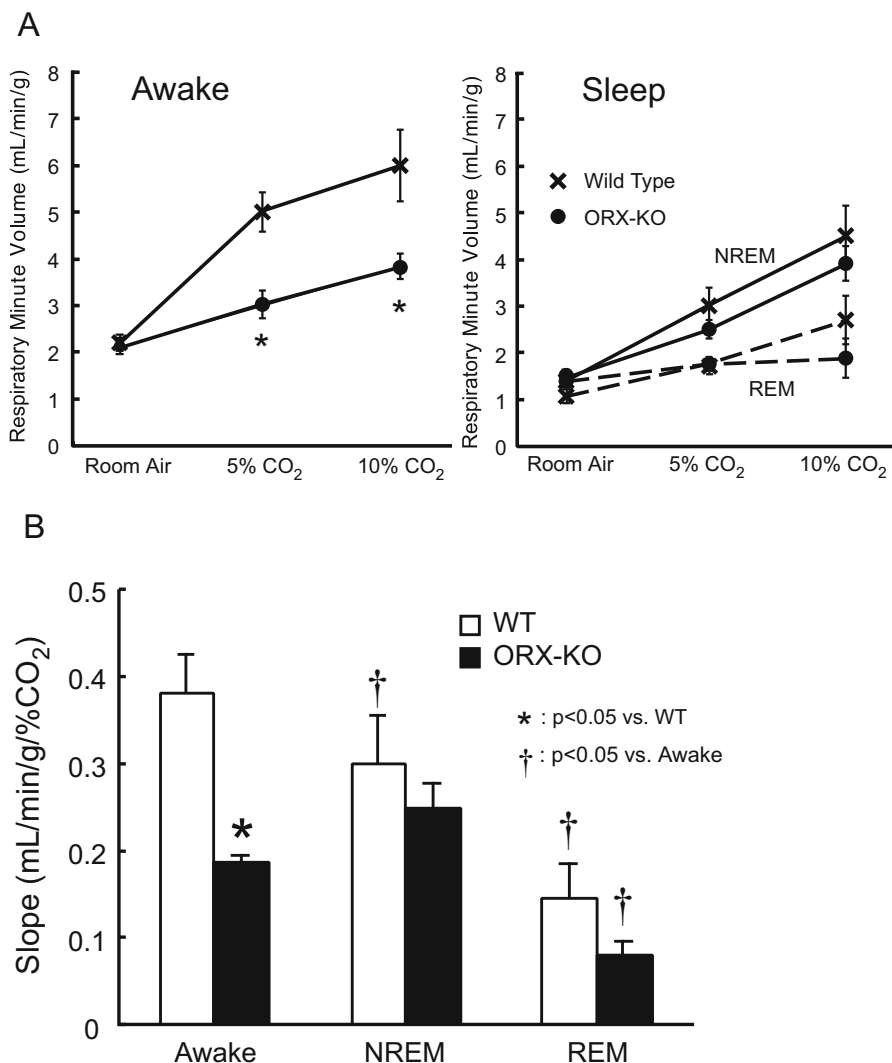 A
Awake
Respiratory Minute Volume (mL/min/g)
8
7
6
5
4
3
2
1
0
*
*
Room Air
5% CO₂
10% CO₂
Sleep
Respiratory Minute Volume (mL/min/g)
8
7
6
5
4
3
2
1
0
Wild Type
ORX-KO
NREM
REM
Room Air
5% CO₂
10% CO₂
B
Slope (mL/min/g/%CO₂)
0.5
0.4
0.3
0.2
0.1
0
WT
ORX-KO
* : p<0.05 vs. WT
† : p<0.05 vs. Awake
*
†
†
†
Awake
NREM
REM